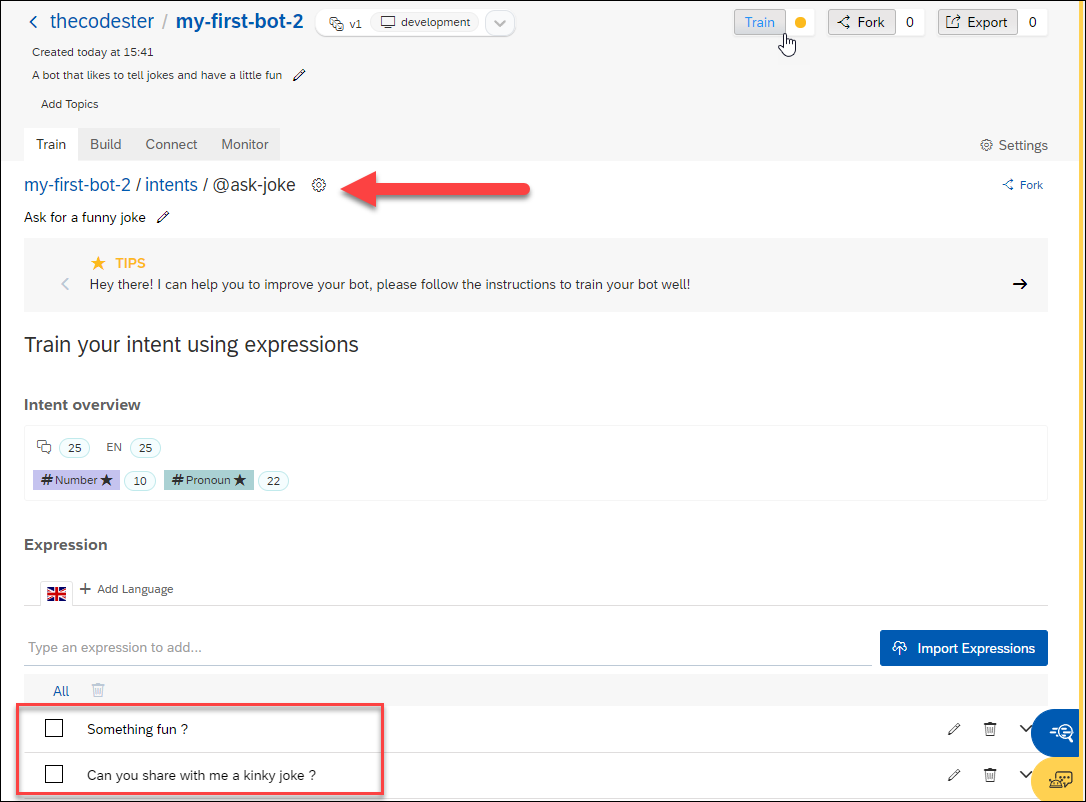 thecodester / my-first-bot-2 v1 development Train Fork 0 Export 0
Created today at 15:41
A bot that likes to tell jokes and have a little fun
Add Topics
Train Build Connect Monitor Settings
my-first-bot-2 / intents / @ask-joke Fork
Ask for a funny joke
TIPS
Hey there! I can help you to improve your bot, please follow the instructions to train your bot well!
Train your intent using expressions
Intent overview
25 EN 25
#Number 10 #Pronoun 22
Expression
Add Language
Type an expression to add... Import Expressions
All
Something fun ?
Can you share with me a kinky joke ?